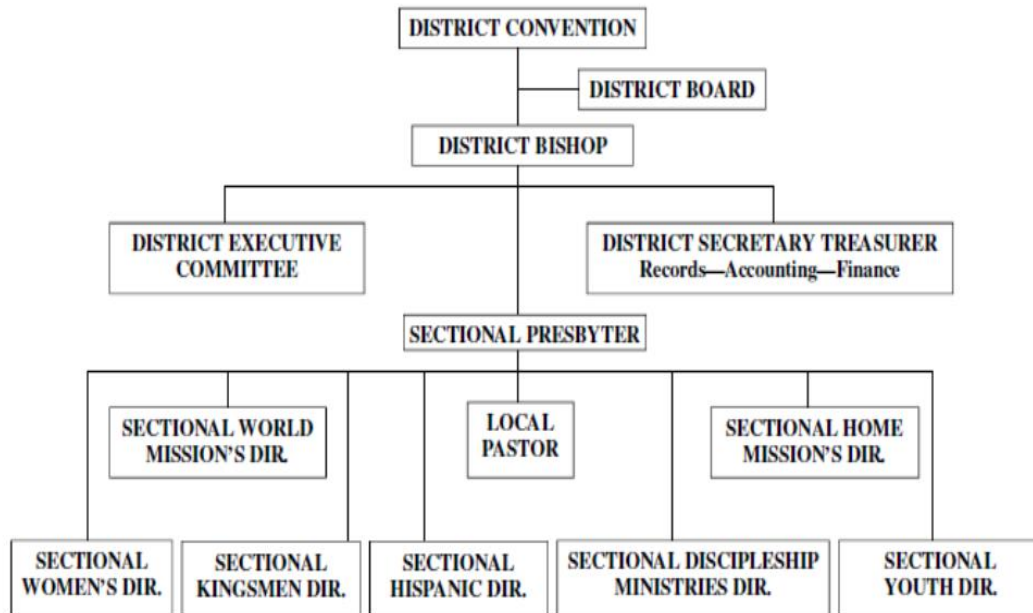 DISTRICT CONVENTION
DISTRICT BOARD
DISTRICT BISHOP
DISTRICT EXECUTIVE
COMMITTEE
DISTRICT SECRETARY TREASURER
Records—Accounting—Finance
SECTIONAL PRESBYTER
SECTIONAL WORLD
MISSION'S DIR.
LOCAL
PASTOR
SECTIONAL HOME
MISSION'S DIR.
SECTIONAL
WOMEN'S DIR.
SECTIONAL
KINGSMEN DIR.
SECTIONAL
HISPANIC DIR.
SECTIONAL DISCIPLESHIP
MINISTRIES DIR.
SECTIONAL
YOUTH DIR.